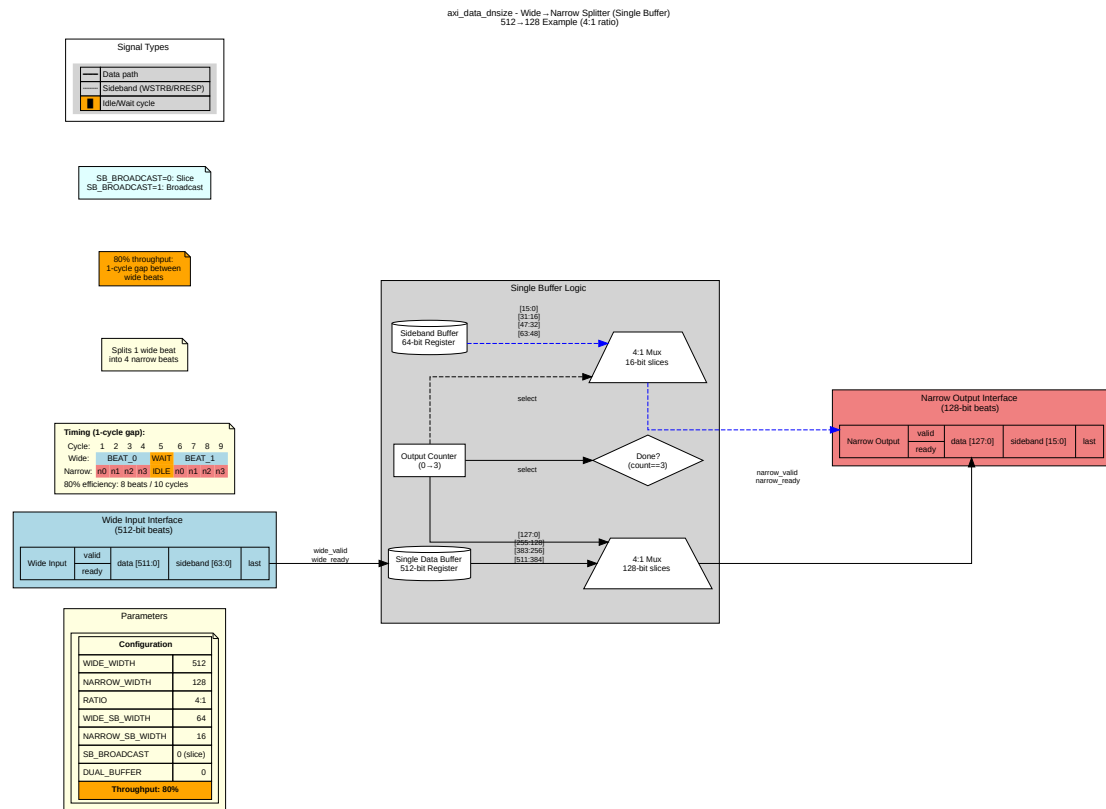 axi_data_dnsize - Wide→Narrow Splitter (Single Buffer)
512→128 Example (4:1 ratio)
Signal Types
Data path
Sideband (WSTRB/RRESP)
Idle/Wait cycle
SB_BROADCAST=0: Slice
SB_BROADCAST=1: Broadcast
80% throughput:
1-cycle gap between
wide beats
Splits 1 wide beat
into 4 narrow beats
Timing (1-cycle gap):
Cycle: 1 2 3 4 5 6 7 8 9
Wide: BEAT_0 WAIT BEAT_1
Narrow: n0 n1 n2 n3 IDLE n0 n1 n2 n3
80% efficiency: 8 beats / 10 cycles
Wide Input Interface
(512-bit beats)
Wide Input
valid
ready
data [511:0]
sideband [63:0]
last
wide_valid
wide_ready
Parameters
Configuration
WIDE_WIDTH 512
NARROW_WIDTH 128
RATIO 4:1
WIDE_SB_WIDTH 64
NARROW_SB_WIDTH 16
SB_BROADCAST 0 (slice)
DUAL_BUFFER 0
Throughput: 80%
Single Buffer Logic
Sideband Buffer
64-bit Register
[15:0]
[31:16]
[47:32]
[63:48]
4:1 Mux
16-bit slices
select
Output Counter
(0→3)
select
Done?
(count==3)
Single Data Buffer
512-bit Register
[127:0]
[255:128]
[383:256]
[511:384]
4:1 Mux
128-bit slices
narrow_valid
narrow_ready
Narrow Output Interface
(128-bit beats)
Narrow Output
valid
ready
data [127:0]
sideband [15:0]
last